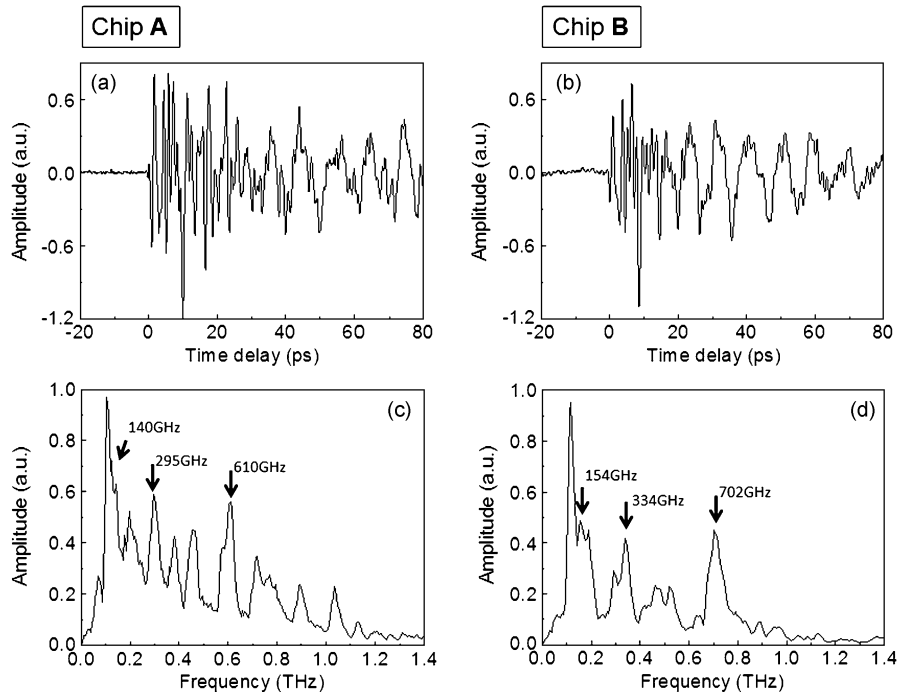 Chip A
Chip B
(a)
0.6
0.0
-0.6
-1.2
Amplitude (a.u.)
-20 0 20 40 60 80
Time delay (ps)
(b)
0.6
0.0
-0.6
-1.2
Amplitude (a.u.)
-20 0 20 40 60 80
Time delay (ps)
(c)
140GHz
295GHz
610GHz
1.0
0.8
0.6
0.4
0.2
0.0
Amplitude (a.u.)
0.0 0.2 0.4 0.6 0.8 1.0 1.2 1.4
Frequency (THz)
(d)
154GHz
334GHz
702GHz
1.0
0.8
0.6
0.4
0.2
0.0
Amplitude (a.u.)
0.0 0.2 0.4 0.6 0.8 1.0 1.2 1.4
Frequency (THz)